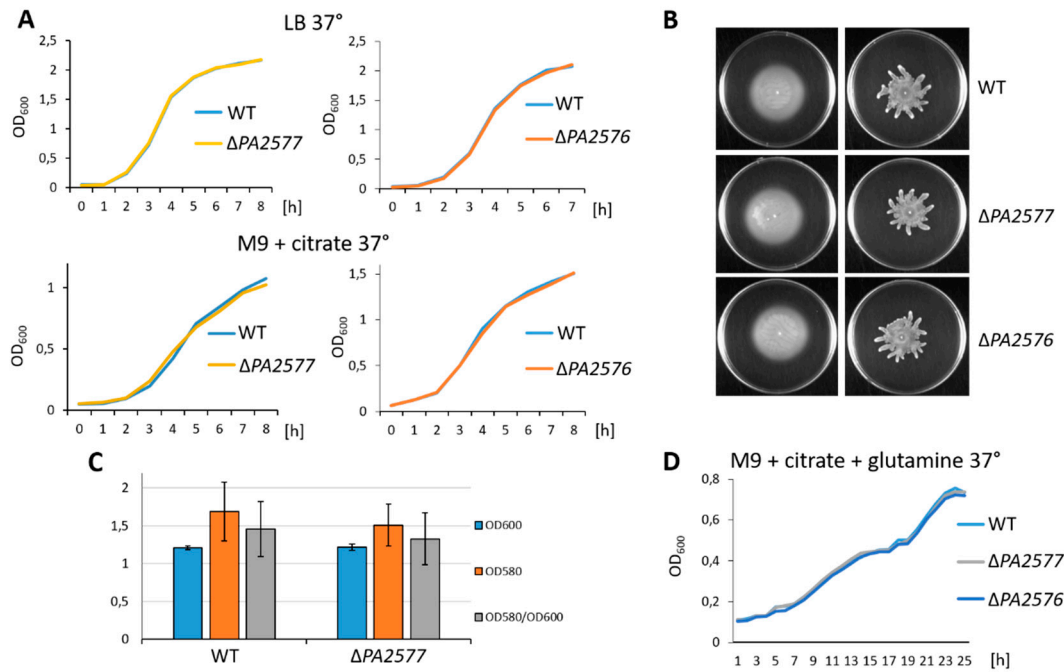 A
LB 37°
2,5
2
1,5
1
0,5
0
OD600
WT
ΔPA2577
0 1 2 3 4 5 6 7 8 [h]
2,5
2
1,5
1
0,5
0
OD600
WT
ΔPA2576
0 1 2 3 4 5 6 7 [h]
M9 + citrate 37°
1
0,5
0
OD600
WT
ΔPA2577
0 1 2 3 4 5 6 7 8 [h]
1,5
1
0,5
0
OD600
WT
ΔPA2576
0 1 2 3 4 5 6 7 8 [h]
B
WT
ΔPA2577
ΔPA2576
C
2
1,5
1
0,5
0
WT ΔPA2577
OD600
OD580
OD580/OD600
D
M9 + citrate + glutamine 37°
0,8
0,6
0,4
0,2
0
OD600
WT
ΔPA2577
ΔPA2576
1 3 5 7 9 11 13 15 17 19 21 23 25 [h]